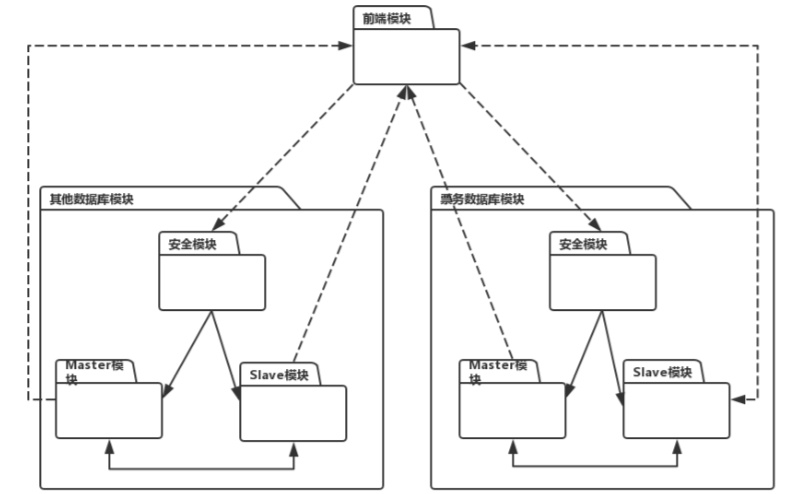 前端模块
其他数据库模块
票务数据库模块
安全模块
安全模块
Master模
块
Slave模块
Master模
块
Slave模块